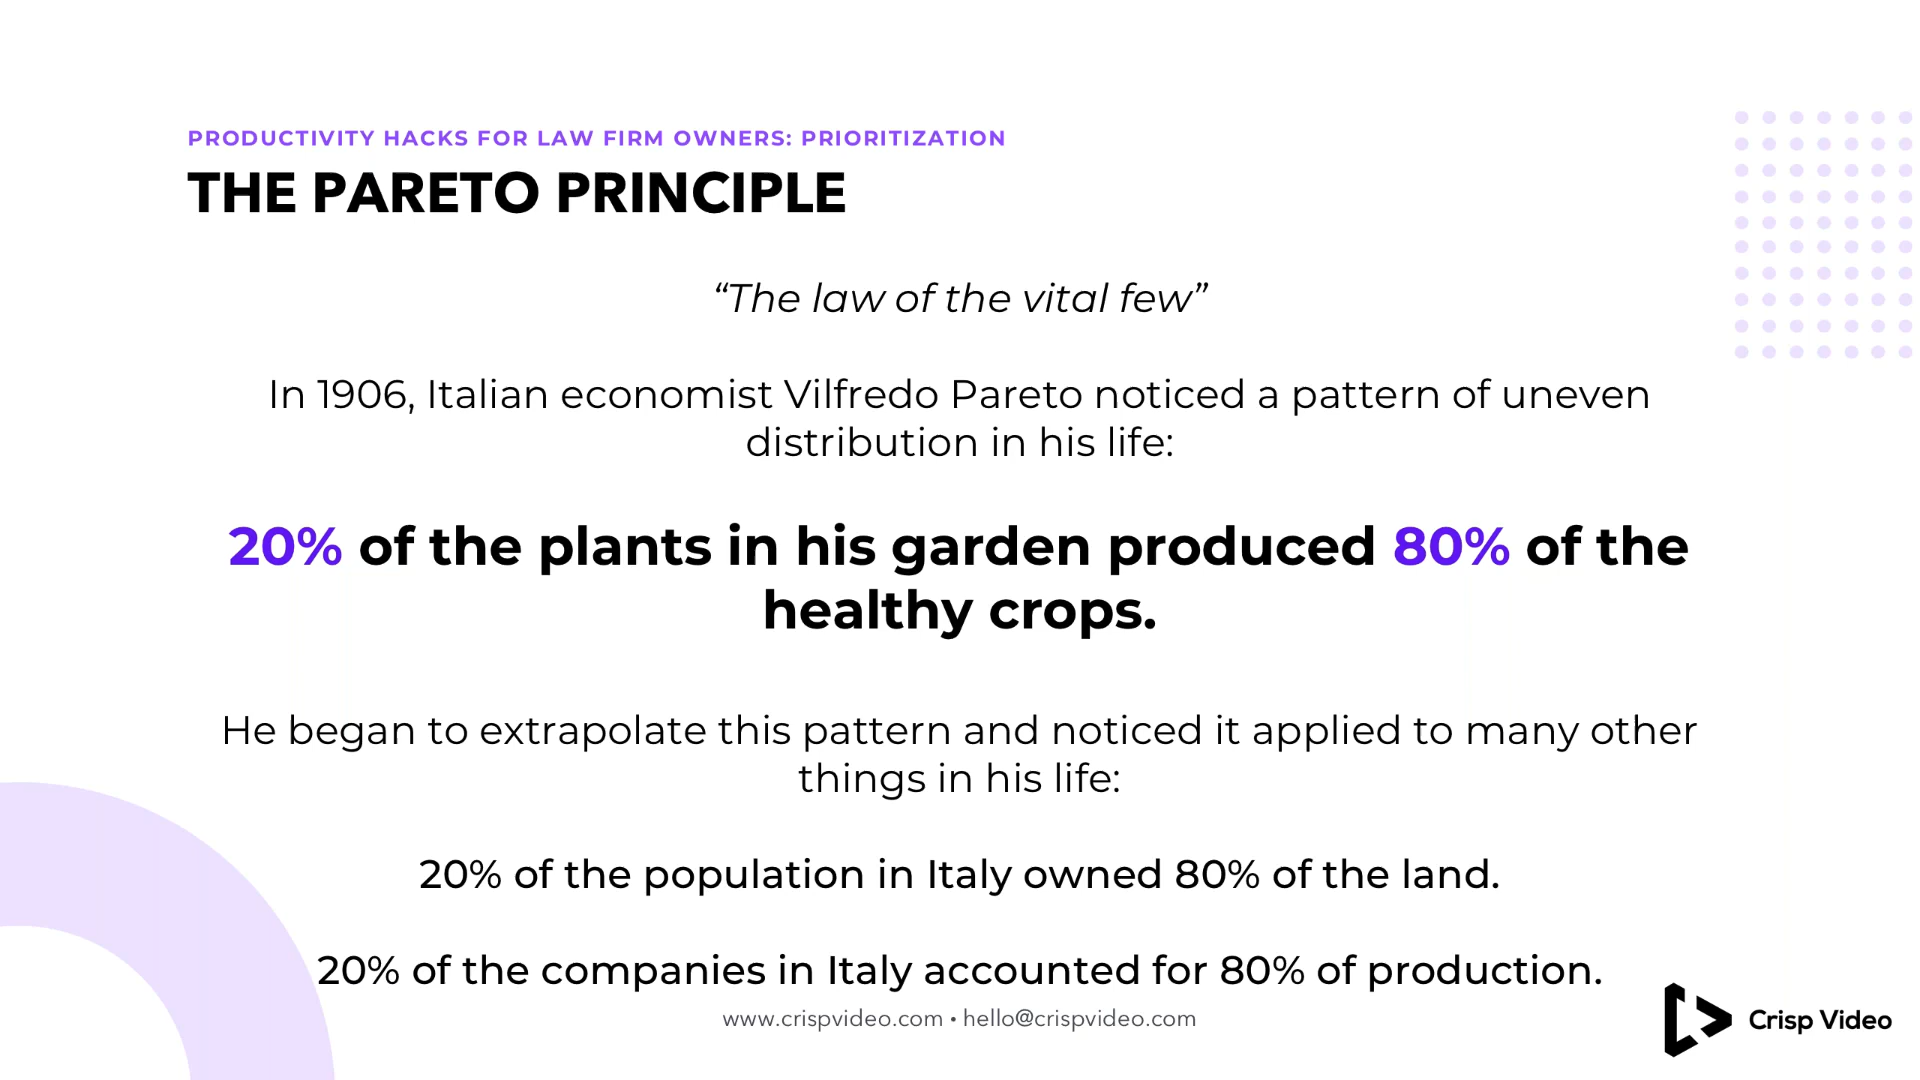 PRODUCTIVITY HACKS FOR LAW FIRM OWNERS: PRIORITIZATION
THE PARETO PRINCIPLE
“The law of the vital few”
In 1906, Italian economist Vilfredo Pareto noticed a pattern of uneven
distribution in his life:
20% of the plants in his garden produced 80% of the
healthy crops.
He began to extrapolate this pattern and noticed it applied to many other
things in his life:
20% of the population in Italy owned 80% of the land.
20% of the companies in Italy accounted for 80% of production.
www.crispvideo.com • hello@crispvideo.com
Crisp Video